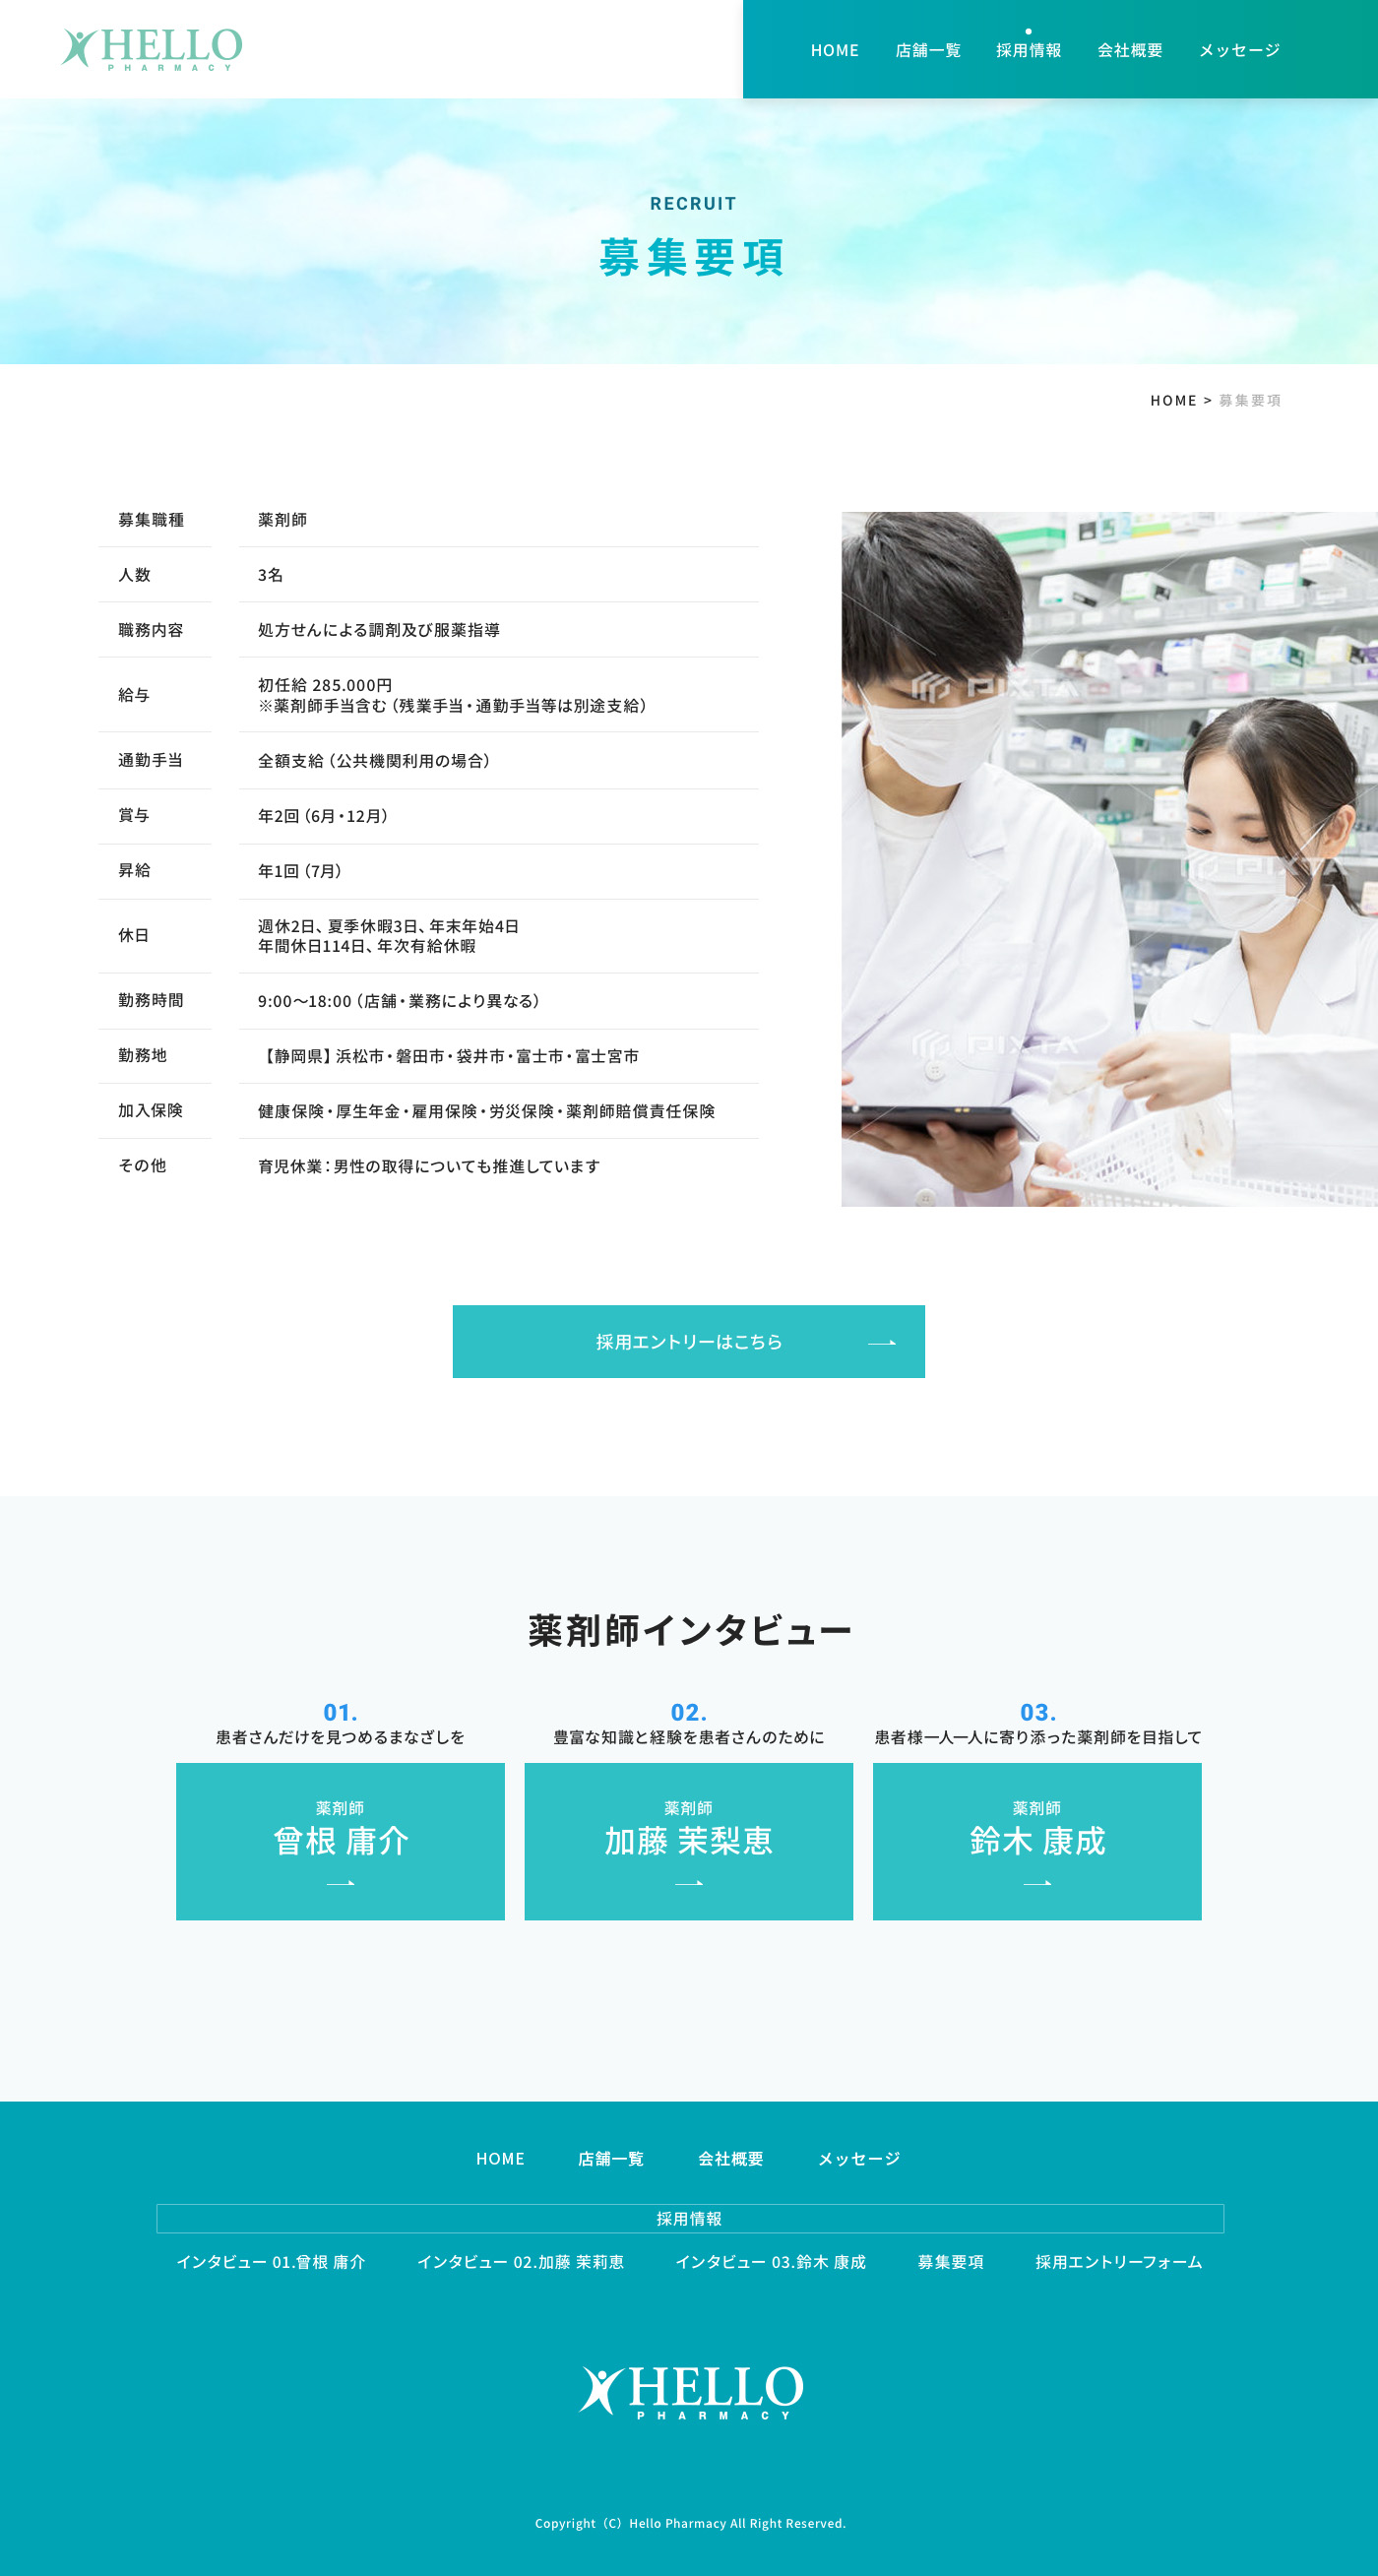 HELLO
PHARMACY
HOME 店舗一覧 採用情報 会社概要 メッセージ
RECRUIT
募集要項
HOME > 募集要項
募集職種 薬剤師
人数 3名
職務内容 処方せんによる調剤及び服薬指導
給与 初任給 285.000円
※薬剤師手当含む（残業手当・通勤手当等は別途支給）
通勤手当 全額支給（公共機関利用の場合）
賞与 年2回（6月・12月）
昇給 年1回（7月）
休日 週休2日、夏季休暇3日、年末年始4日
年間休日114日、年次有給休暇
勤務時間 9:00〜18:00（店舗・業務により異なる）
勤務地 【静岡県】浜松市・磐田市・袋井市・富士市・富士宮市
加入保険 健康保険・厚生年金・雇用保険・労災保険・薬剤師賠償責任保険
その他 育児休業：男性の取得についても推進しています
PIXTA
PIXTA
PIXTA
採用エントリーはこちら
薬剤師インタビュー
01.
患者さんだけを見つめるまなざしを
薬剤師
曾根 庸介
02.
豊富な知識と経験を患者さんのために
薬剤師
加藤 茉梨恵
03.
患者様一人一人に寄り添った薬剤師を目指して
薬剤師
鈴木 康成
HOME 店舗一覧 会社概要 メッセージ
採用情報
インタビュー 01.曾根 庸介 インタビュー 02.加藤 茉莉恵 インタビュー 03.鈴木 康成 募集要項 採用エントリーフォーム
HELLO
PHARMACY
Copyright（C）Hello Pharmacy All Right Reserved.